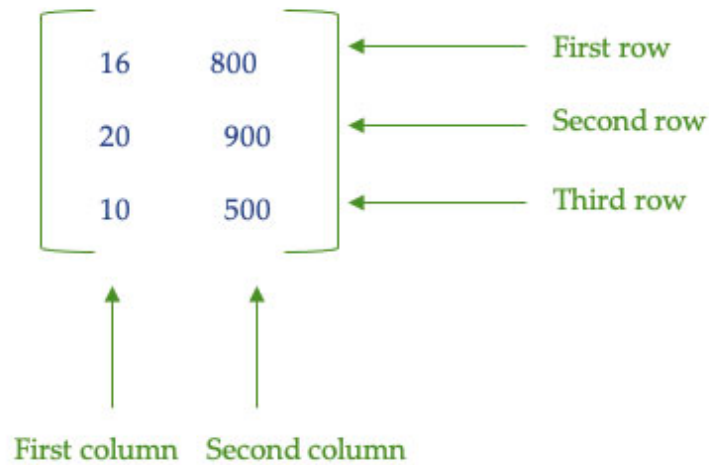 16 800 First row
20 900 Second row
10 500 Third row
First column Second column